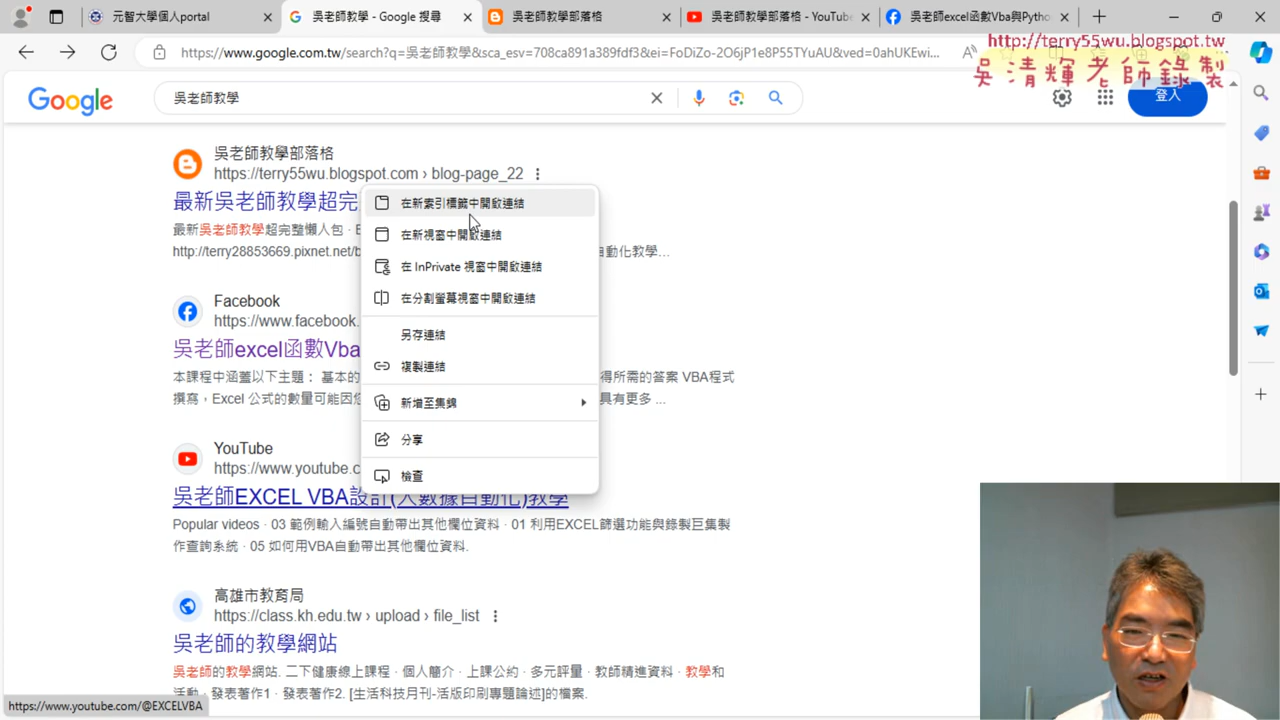 元智大學個人portal
吳老師教學 - Google 搜尋
吳老師教學部落格
吳老師教學部落格 - YouTube
吳老師excel函數Vba與Pytho
https://www.google.com.tw/search?q=吳老師教學&sca_esv=708ca891a389fdf3&ei=FoDiZo-2O6jP1e8P55TYuAU&ved=0ahUKEwi...
http://terry55wu.blogspot.tw
吳清輝老師錄製
Google
吳老師教學
登入
吳老師教學部落格
https://terry55wu.blogspot.com › blog-page_22
最新吳老師教學超完
最新吳老師教學超完整懶人包 · E
http://terry28853669.pixnet.net/b
自動化教學...
Facebook
https://www.facebook.
吳老師excel函數Vba
本課程中涵蓋以下主題： 基本的
得所需的答案 VBA程式
撰寫，Excel 公式的數量可能因您
具有更多 ...
YouTube
https://www.youtube.c
吳老師EXCEL VBA設計(大數據自動化)教學
Popular videos · 03 範例輸入編號自動帶出其他欄位資料 · 01 利用EXCEL篩選功能與錄製巨集製
作查詢系統 · 05 如何用VBA自動帶出其他欄位資料.
高雄市教育局
https://class.kh.edu.tw › upload › file_list
吳老師的教學網站
吳老師的教學網站. 二下健康線上課程 · 個人簡介 · 上課公約 · 多元評量 · 教師精進資料 · 教學和
活動 · 發表著作1 · 發表著作2. [生活科技月刊-活版印刷專題論述]的檔案.
在新索引標籤中開啟連結
在新視窗中開啟連結
在 InPrivate 視窗中開啟連結
在分割螢幕視窗中開啟連結
另存連結
複製連結
新增至集錦
分享
檢查
https://www.youtube.com/@EXCELVBA